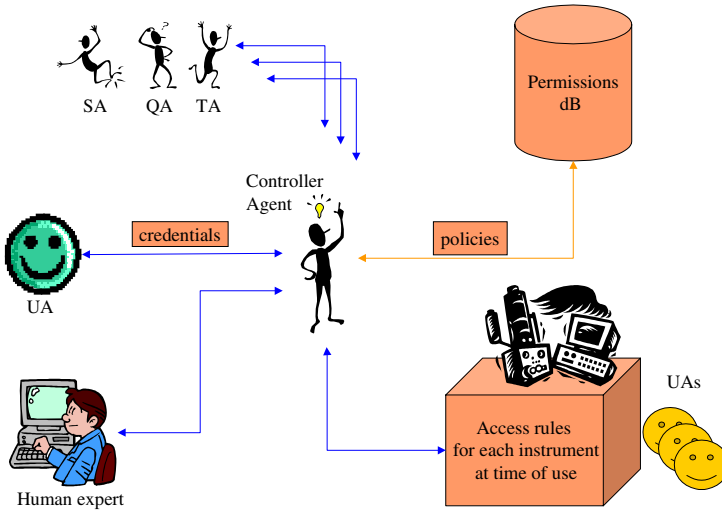 SA
QA
TA
Permissions
dB
Controller
Agent
credentials
policies
UA
UAs
Access rules
for each instrument
at time of use
Human expert
?